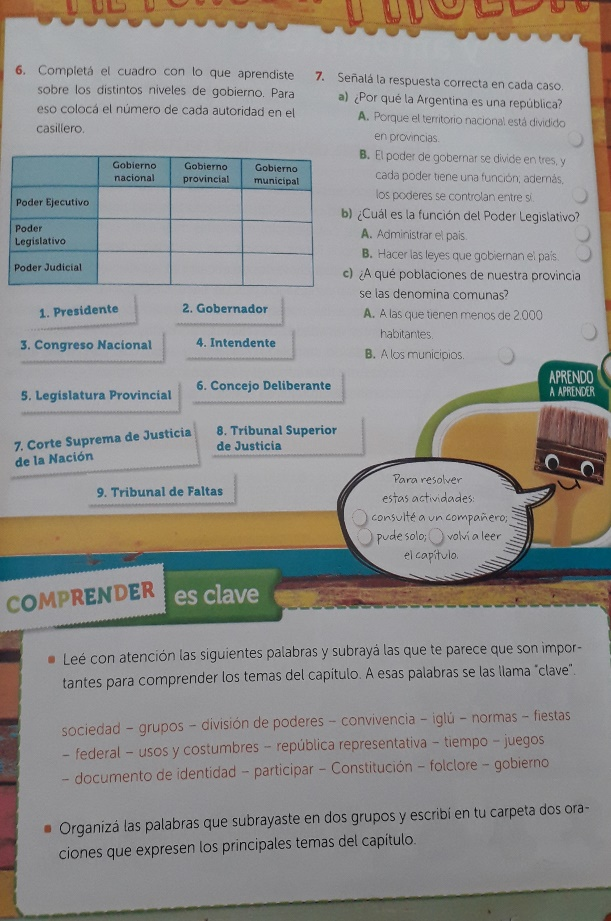 6. Completá el cuadro con lo que aprendiste
sobre los distintos niveles de gobierno. Para
eso colocá el número de cada autoridad en el
casillero.
Gobierno nacional
Gobierno provincial
Gobierno municipal
Poder Ejecutivo
Poder
Legislativo
Poder Judicial
1. Presidente
2. Gobernador
3. Congreso Nacional
4. Intendente
5. Legislatura Provincial
6. Concejo Deliberante
7. Corte Suprema de Justicia
de la Nación
8. Tribunal Superior
de Justicia
9. Tribunal de Faltas
7. Señalá la respuesta correcta en cada caso.
a) ¿Por qué la Argentina es una república?
A. Porque el territorio nacional está dividido
en provincias.
B. El poder de gobernar se divide en tres, y
cada poder tiene una función; además,
los poderes se controlan entre sí.
b) ¿Cuál es la función del Poder Legislativo?
A. Administrar el país.
B. Hacer las leyes que gobiernan el país.
c) ¿A qué poblaciones de nuestra provincia
se las denomina comunas?
A. A las que tienen menos de 2.000
habitantes.
B. A los municipios.
APRENDO
A APRENDER
Para resolver
estas actividades:
consulté a un compañero;
pude solo; volví a leer
el capítulo.
COMPRENDER es clave
Leé con atención las siguientes palabras y subrayá las que te parece que son impor-
tantes para comprender los temas del capítulo. A esas palabras se las llama "clave".
sociedad – grupos – división de poderes – convivencia – iglú – normas – fiestas
– federal – usos y costumbres – república representativa – tiempo – juegos
– documento de identidad – participar – Constitución – folclore – gobierno
Organizá las palabras que subrayaste en dos grupos y escribí en tu carpeta dos ora-
ciones que expresen los principales temas del capítulo.